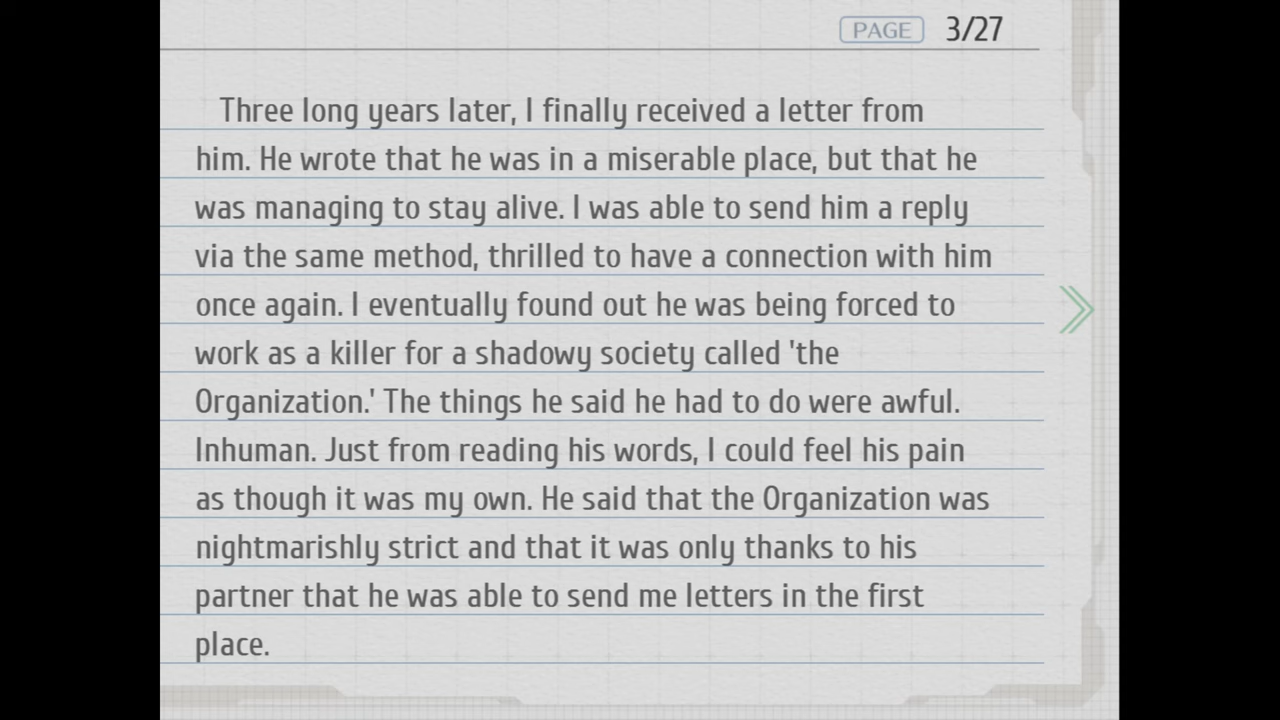 PAGE 3/27
Three long years later, I finally received a letter from
him. He wrote that he was in a miserable place, but that he
was managing to stay alive. I was able to send him a reply
via the same method, thrilled to have a connection with him
once again. I eventually found out he was being forced to
work as a killer for a shadowy society called 'the
Organization.' The things he said he had to do were awful.
Inhuman. Just from reading his words, I could feel his pain
as though it was my own. He said that the Organization was
nightmarishly strict and that it was only thanks to his
partner that he was able to send me letters in the first
place.